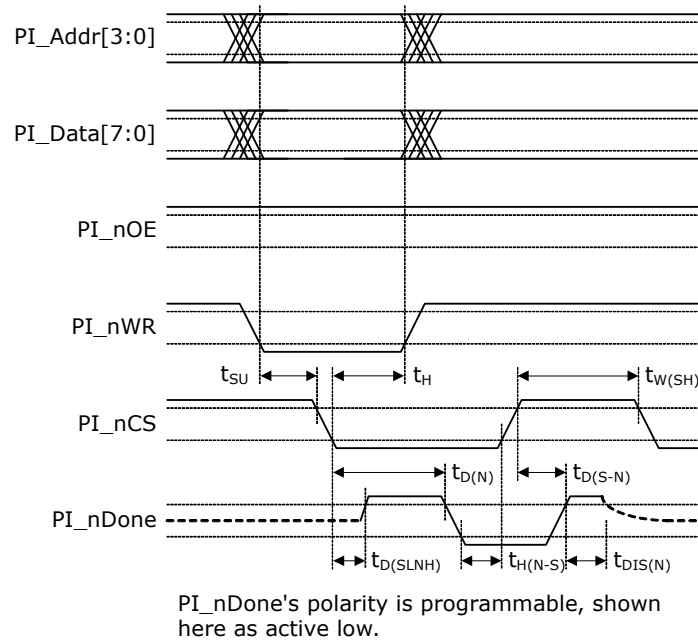 PI_Addr[3:0]
PI_Data[7:0]
PI_nOE
PI_nWR
tSU
tH
tW(SH)
PI_nCS
tD(N)
tD(S-N)
PI_nDone
tD(SLNH)
tH(N-S)
tDIS(N)
PI_nDone's polarity is programmable, shown
here as active low.